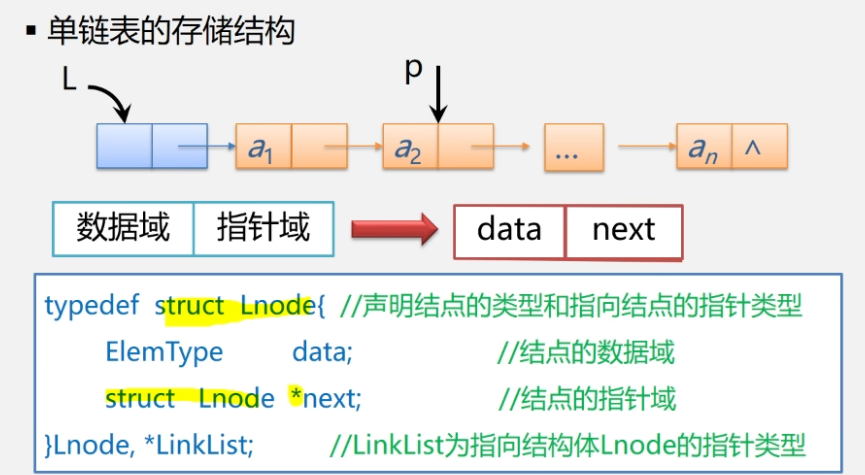 ▪ 单链表的存储结构
L
p
a1 a2 ... an ∧
数据域 指针域 data next
typedef struct Lnode{ //声明结点的类型和指向结点的指针类型
ElemType data; //结点的数据域
struct Lnode *next; //结点的指针域
}Lnode, *LinkList; //LinkList为指向结构体Lnode的指针类型